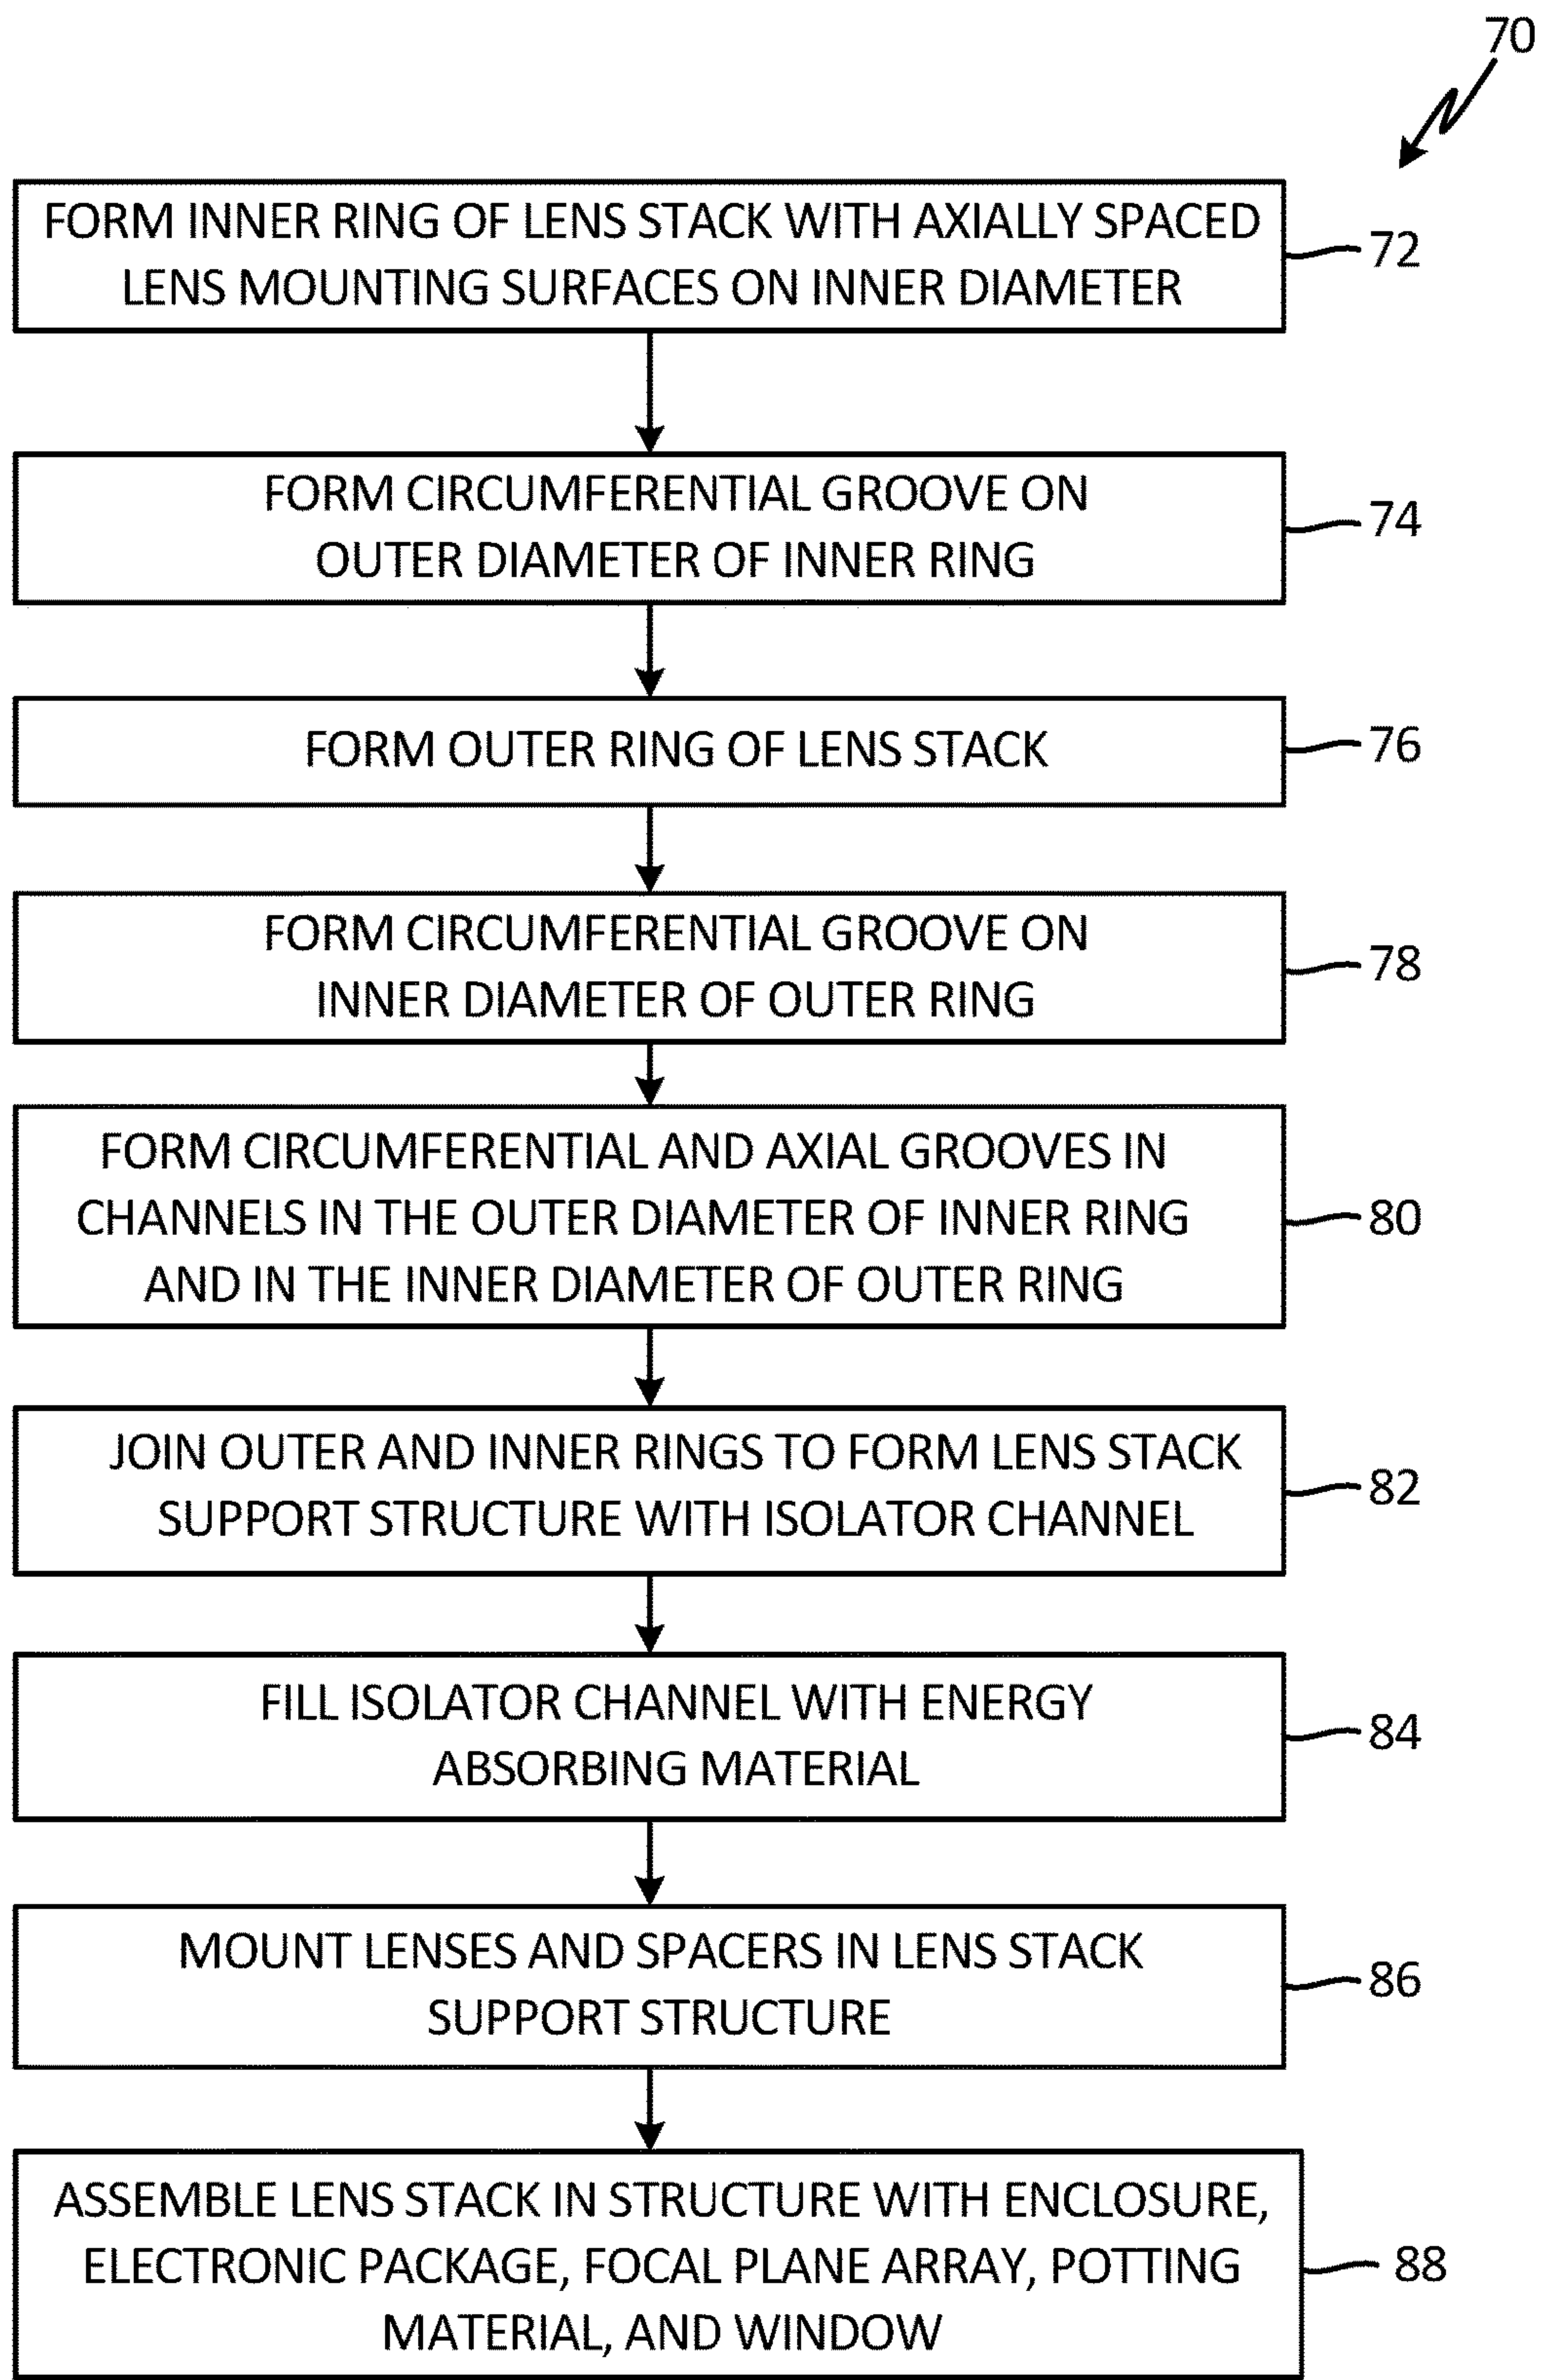 70
FORM INNER RING OF LENS STACK WITH AXIALLY SPACED
LENS MOUNTING SURFACES ON INNER DIAMETER
72
FORM CIRCUMFERENTIAL GROOVE ON
OUTER DIAMETER OF INNER RING
74
FORM OUTER RING OF LENS STACK
76
FORM CIRCUMFERENTIAL GROOVE ON
INNER DIAMETER OF OUTER RING
78
FORM CIRCUMFERENTIAL AND AXIAL GROOVES IN
CHANNELS IN THE OUTER DIAMETER OF INNER RING
AND IN THE INNER DIAMETER OF OUTER RING
80
JOIN OUTER AND INNER RINGS TO FORM LENS STACK
SUPPORT STRUCTURE WITH ISOLATOR CHANNEL
82
FILL ISOLATOR CHANNEL WITH ENERGY
ABSORBING MATERIAL
84
MOUNT LENSES AND SPACERS IN LENS STACK
SUPPORT STRUCTURE
86
ASSEMBLE LENS STACK IN STRUCTURE WITH ENCLOSURE,
ELECTRONIC PACKAGE, FOCAL PLANE ARRAY, POTTING
MATERIAL, AND WINDOW
88